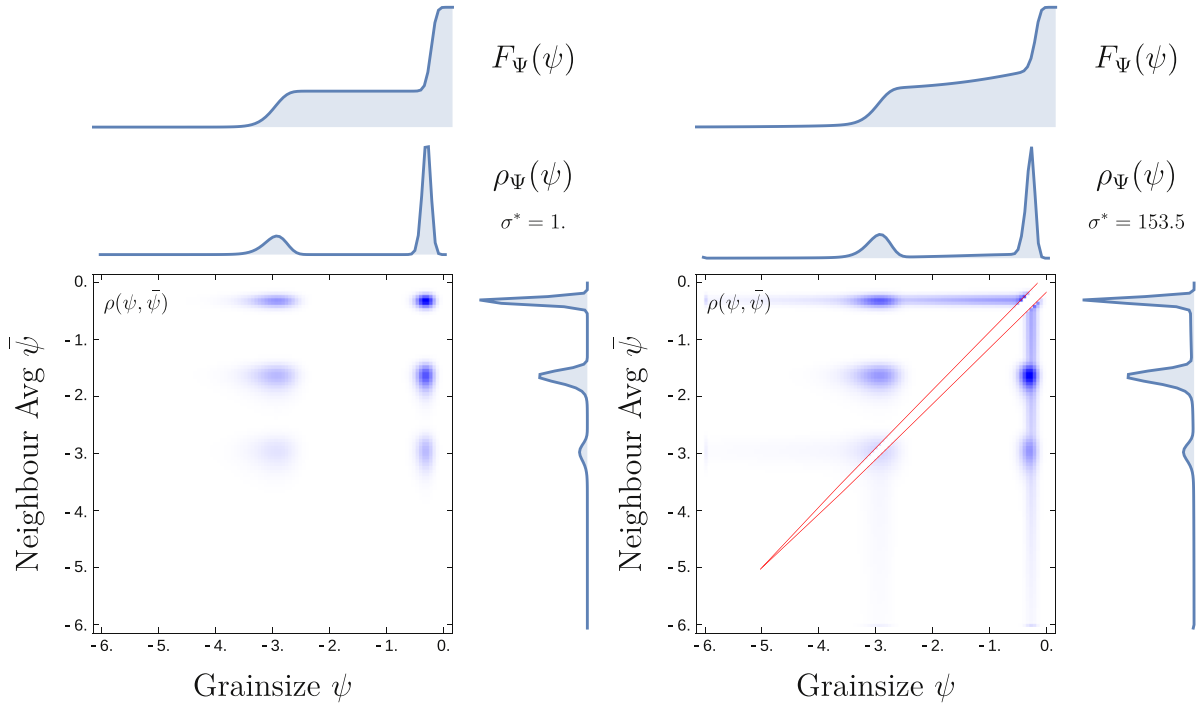 F_Ψ(ψ)
ρ_Ψ(ψ)
σ* = 1.
ρ(ψ, ψ̄)
0.
-1.
-2.
-3.
-4.
-5.
-6.
Neighbour Avg ψ̄
-6. -5. -4. -3. -2. -1. 0.
Grainsize ψ
F_Ψ(ψ)
ρ_Ψ(ψ)
σ* = 153.5
ρ(ψ, ψ̄)
0.
-1.
-2.
-3.
-4.
-5.
-6.
Neighbour Avg ψ̄
-6. -5. -4. -3. -2. -1. 0.
Grainsize ψ